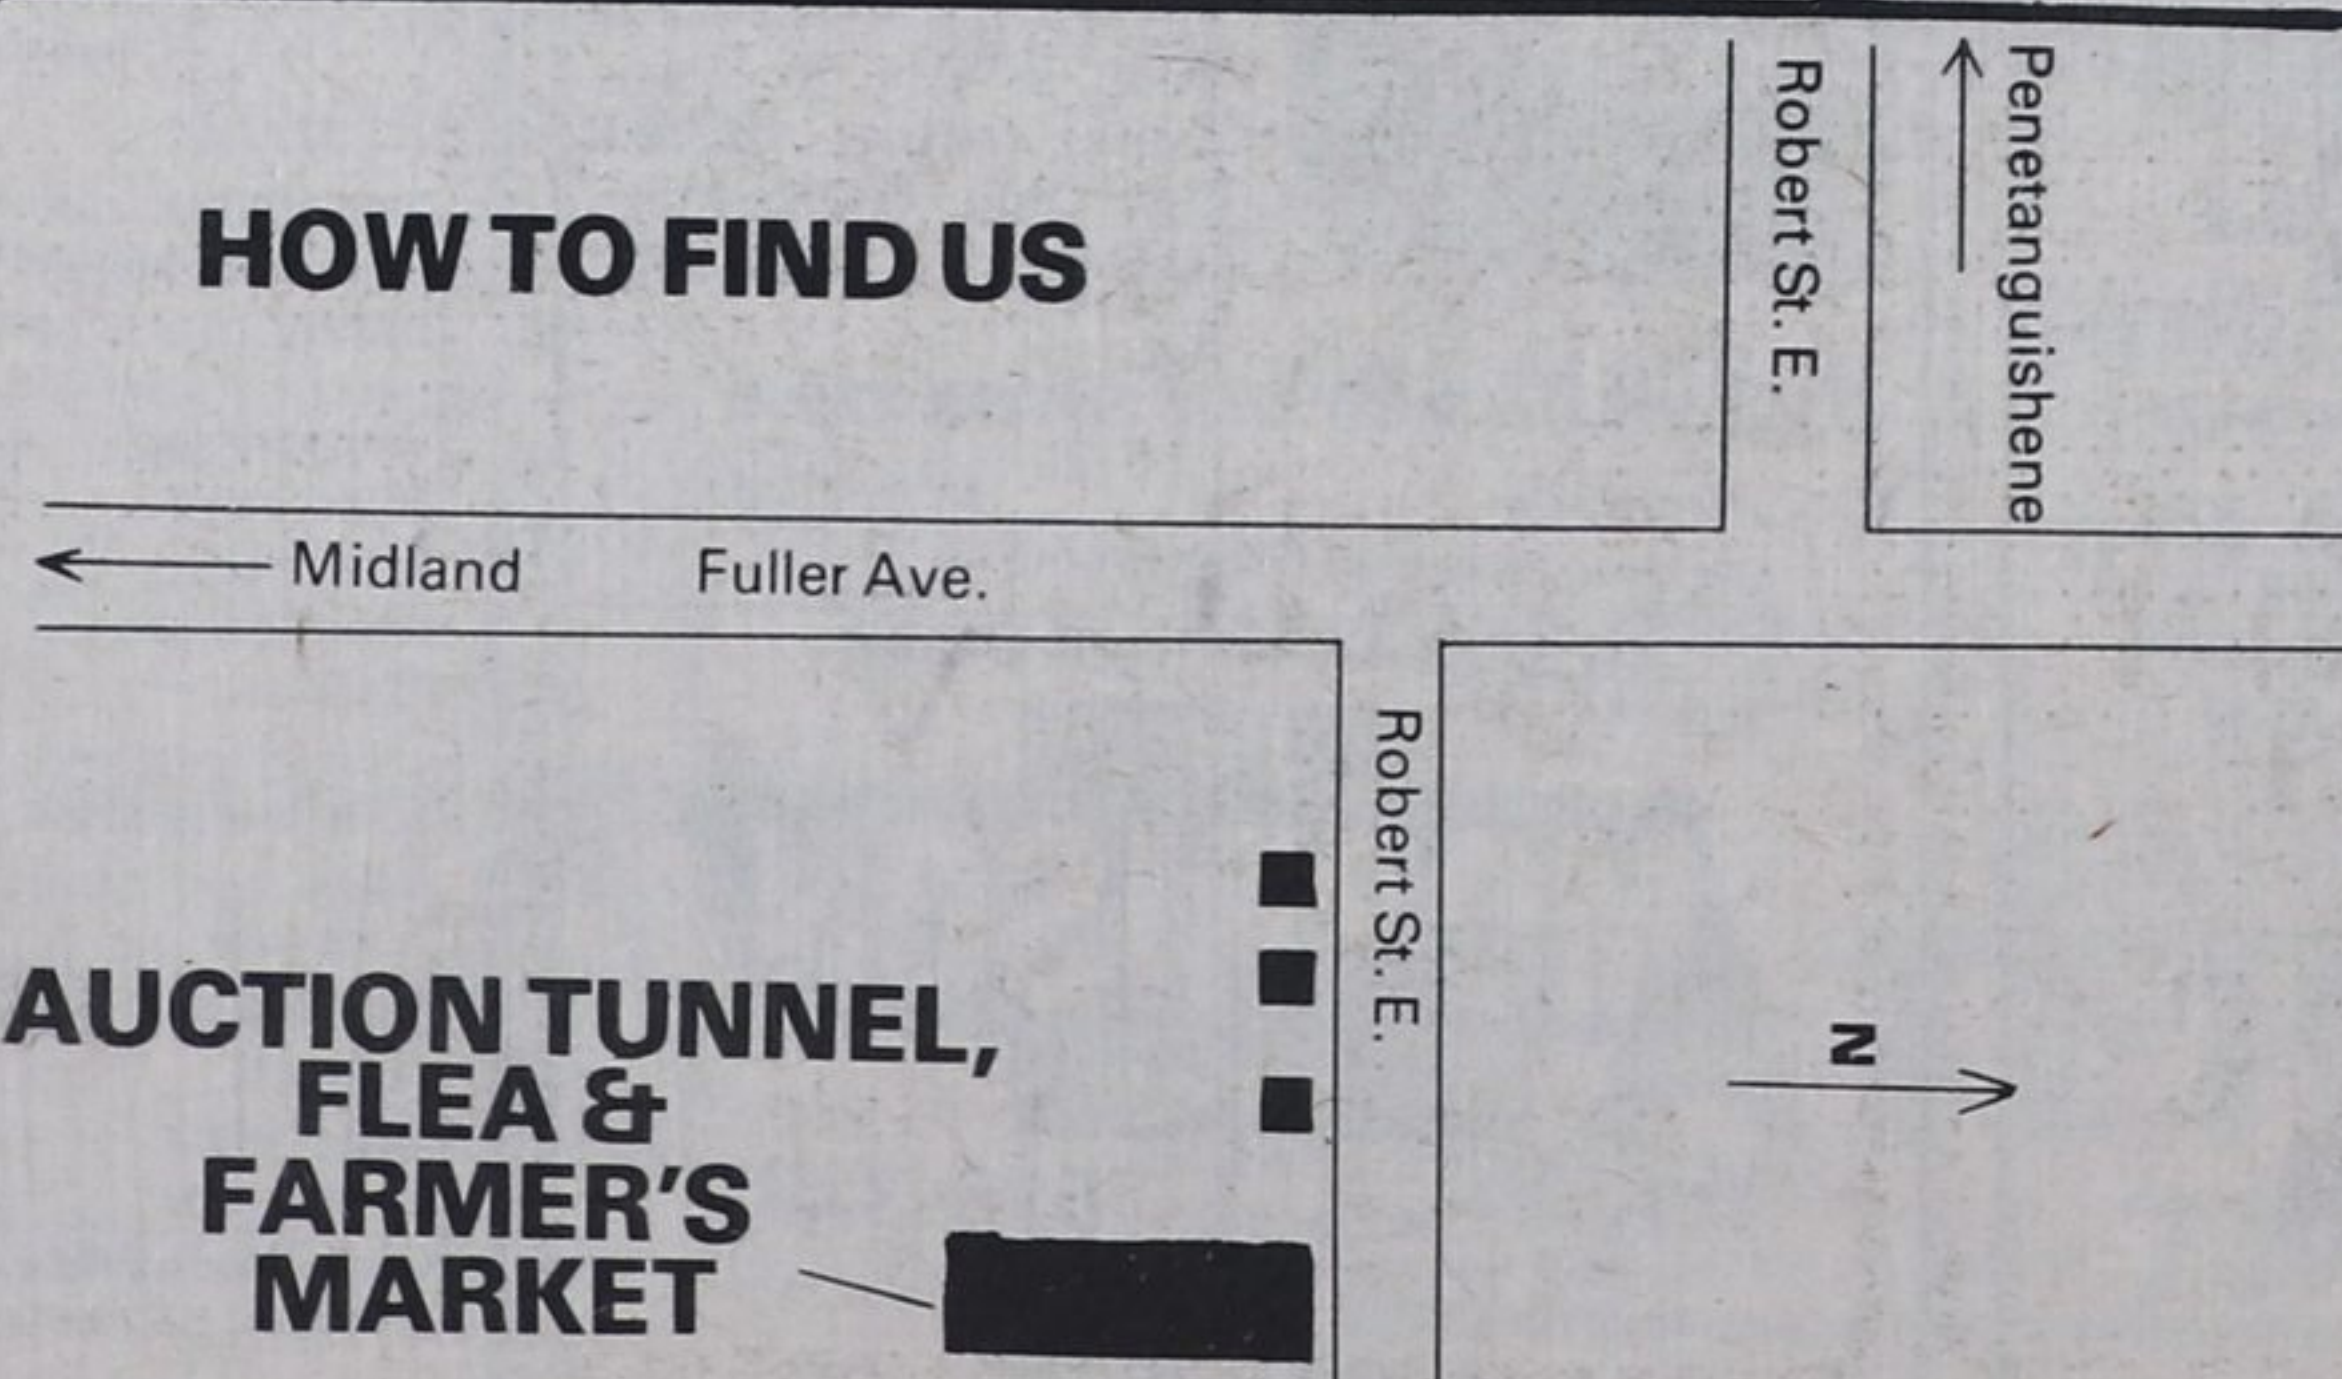 HOW TO FIND US
Robert St. E.
Penetanguishene
Midland
Fuller Ave.
Robert St. E.
N
AUCTION TUNNEL,
FLEA &
FARMER'S
MARKET